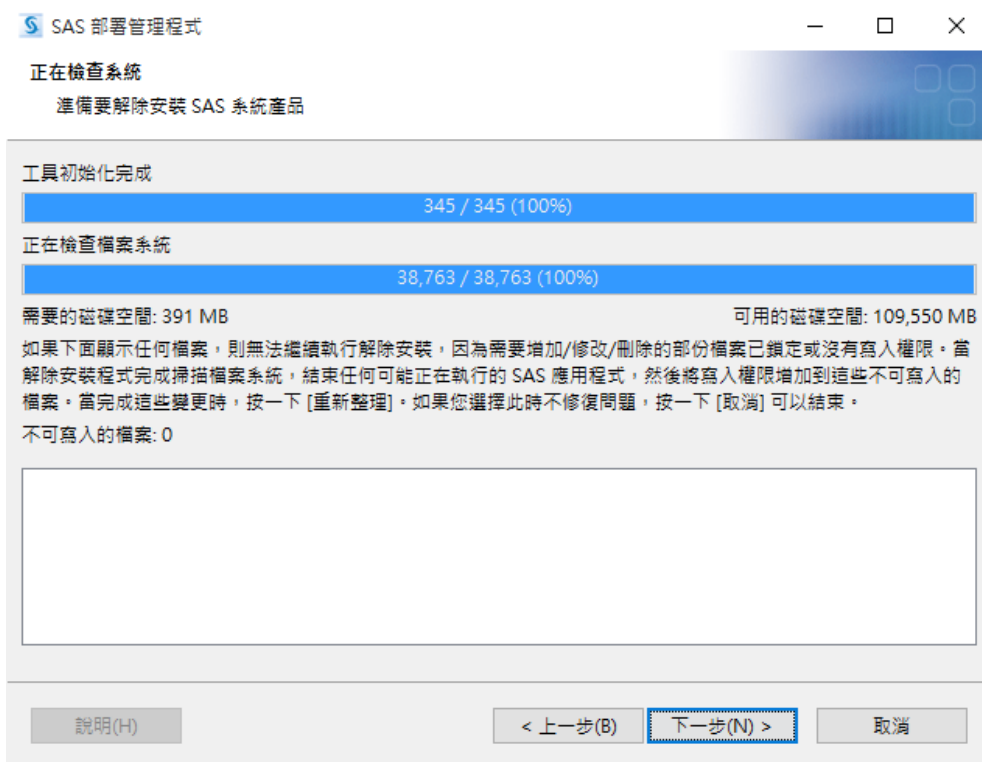 SAS 部署管理程式
正在檢查系統
準備要解除安裝 SAS 系統產品
工具初始化完成
345 / 345 (100%)
正在檢查檔案系統
38,763 / 38,763 (100%)
需要的磁碟空間: 391 MB
可用的磁碟空間: 109,550 MB
如果下面顯示任何檔案，則無法繼續執行解除安裝，因為需要增加/修改/刪除的部份檔案已鎖定或沒有寫入權限。當
解除安裝程式完成掃描檔案系統，結束任何可能正在執行的 SAS 應用程式，然後將寫入權限增加到這些不可寫入的
檔案。當完成這些變更時，按一下 [重新整理]。如果您選擇此時不修復問題，按一下 [取消] 可以結束。
不可寫入的檔案: 0
說明(H)
< 上一步(B)
下一步(N) >
取消